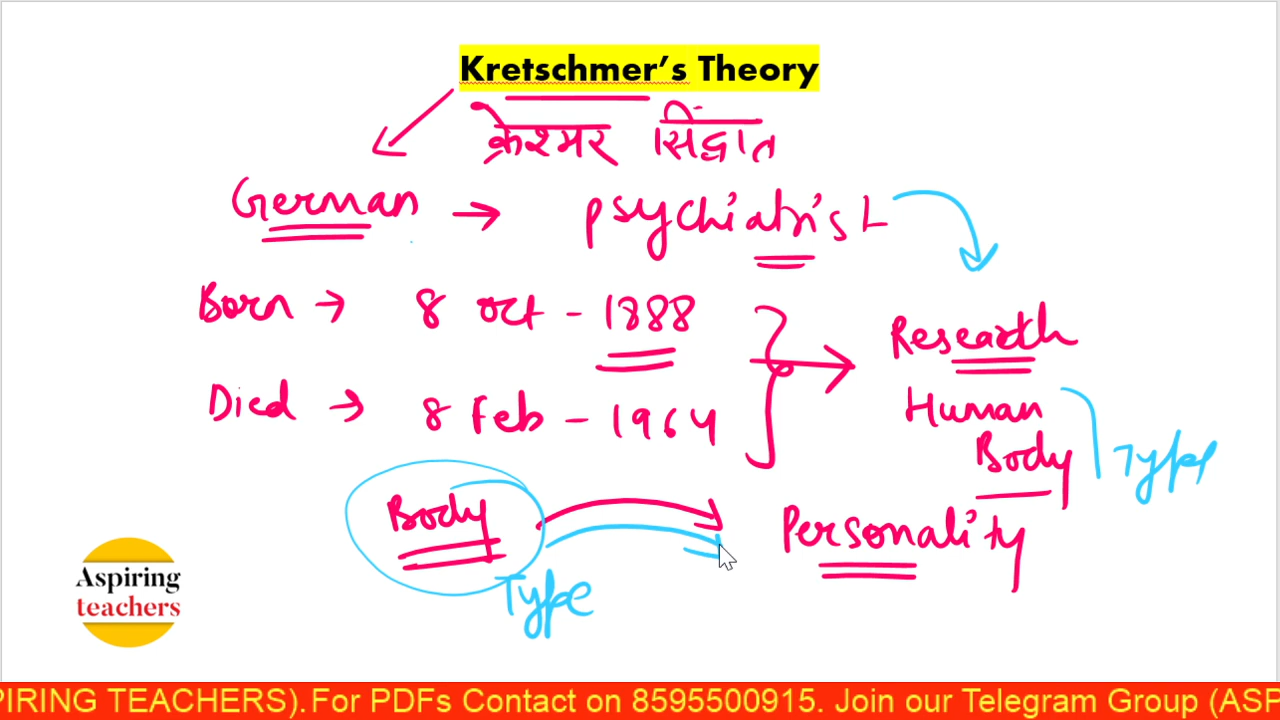 Kretschmer's Theory
क्रेश्मर सिद्धांत
German → psychiatrist
Born → 8 Oct - 1888
Research
Human
Body
Type
Died → 8 Feb - 1964
Body
Type
Personality
Aspiring
teachers
PIRING TEACHERS).For PDFs Contact on 8595500915. Join our Telegram Group (ASP